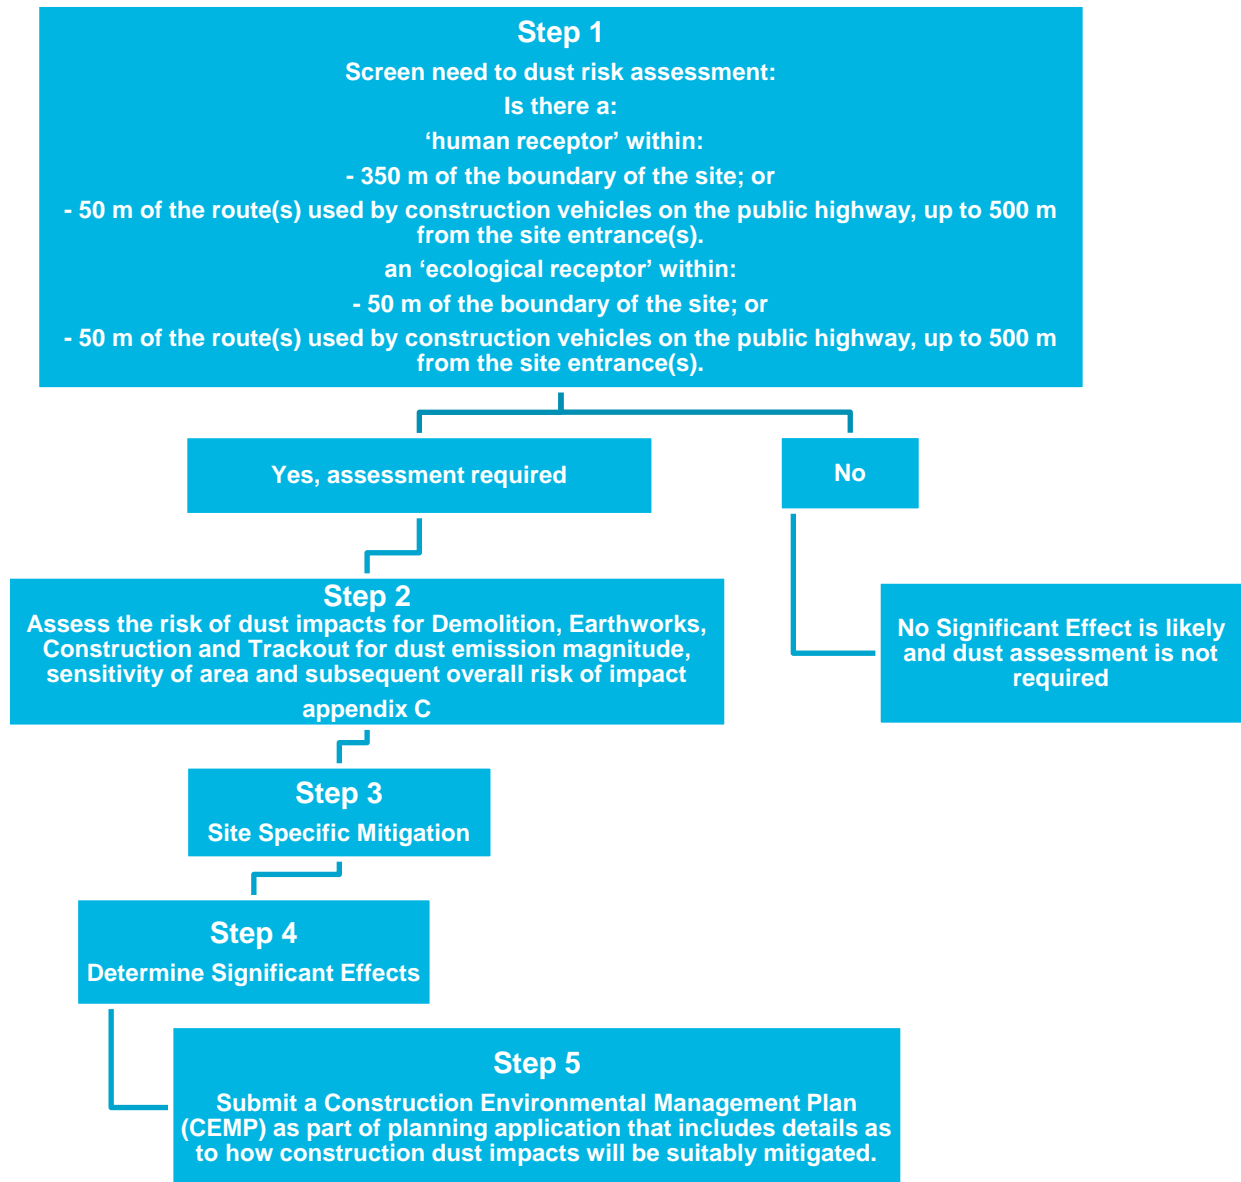 Step 1
Screen need to dust risk assessment:
Is there a:
‘human receptor’ within:
- 350 m of the boundary of the site; or
- 50 m of the route(s) used by construction vehicles on the public highway, up to 500 m
from the site entrance(s).
an ‘ecological receptor’ within:
- 50 m of the boundary of the site; or
- 50 m of the route(s) used by construction vehicles on the public highway, up to 500 m
from the site entrance(s).
Yes, assessment required
No
Step 2
Assess the risk of dust impacts for Demolition, Earthworks,
Construction and Trackout for dust emission magnitude,
sensitivity of area and subsequent overall risk of impact
appendix C
No Significant Effect is likely
and dust assessment is not
required
Step 3
Site Specific Mitigation
Step 4
Determine Significant Effects
Step 5
Submit a Construction Environmental Management Plan
(CEMP) as part of planning application that includes details as
to how construction dust impacts will be suitably mitigated.